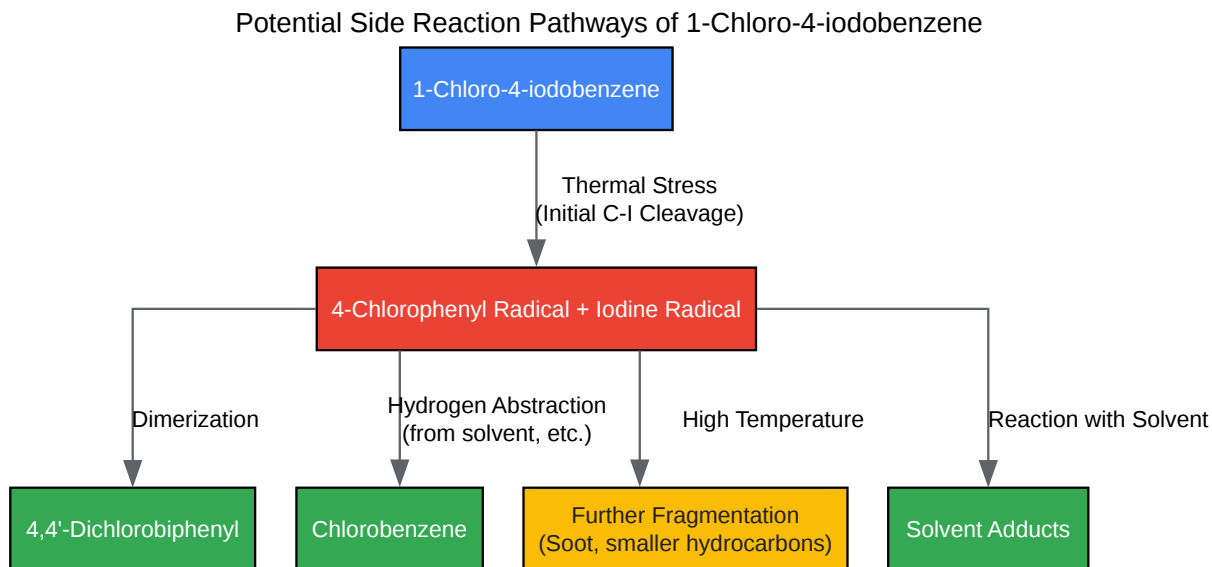 Potential Side Reaction Pathways of 1-Chloro-4-iodobenzene
1-Chloro-4-iodobenzene
Thermal Stress
(Initial C-I Cleavage)
4-Chlorophenyl Radical + Iodine Radical
Dimerization
Hydrogen Abstraction
(from solvent, etc.)
High Temperature
Reaction with Solvent
4,4'-Dichlorobiphenyl
Chlorobenzene
Further Fragmentation
(Soot, smaller hydrocarbons)
Solvent Adducts